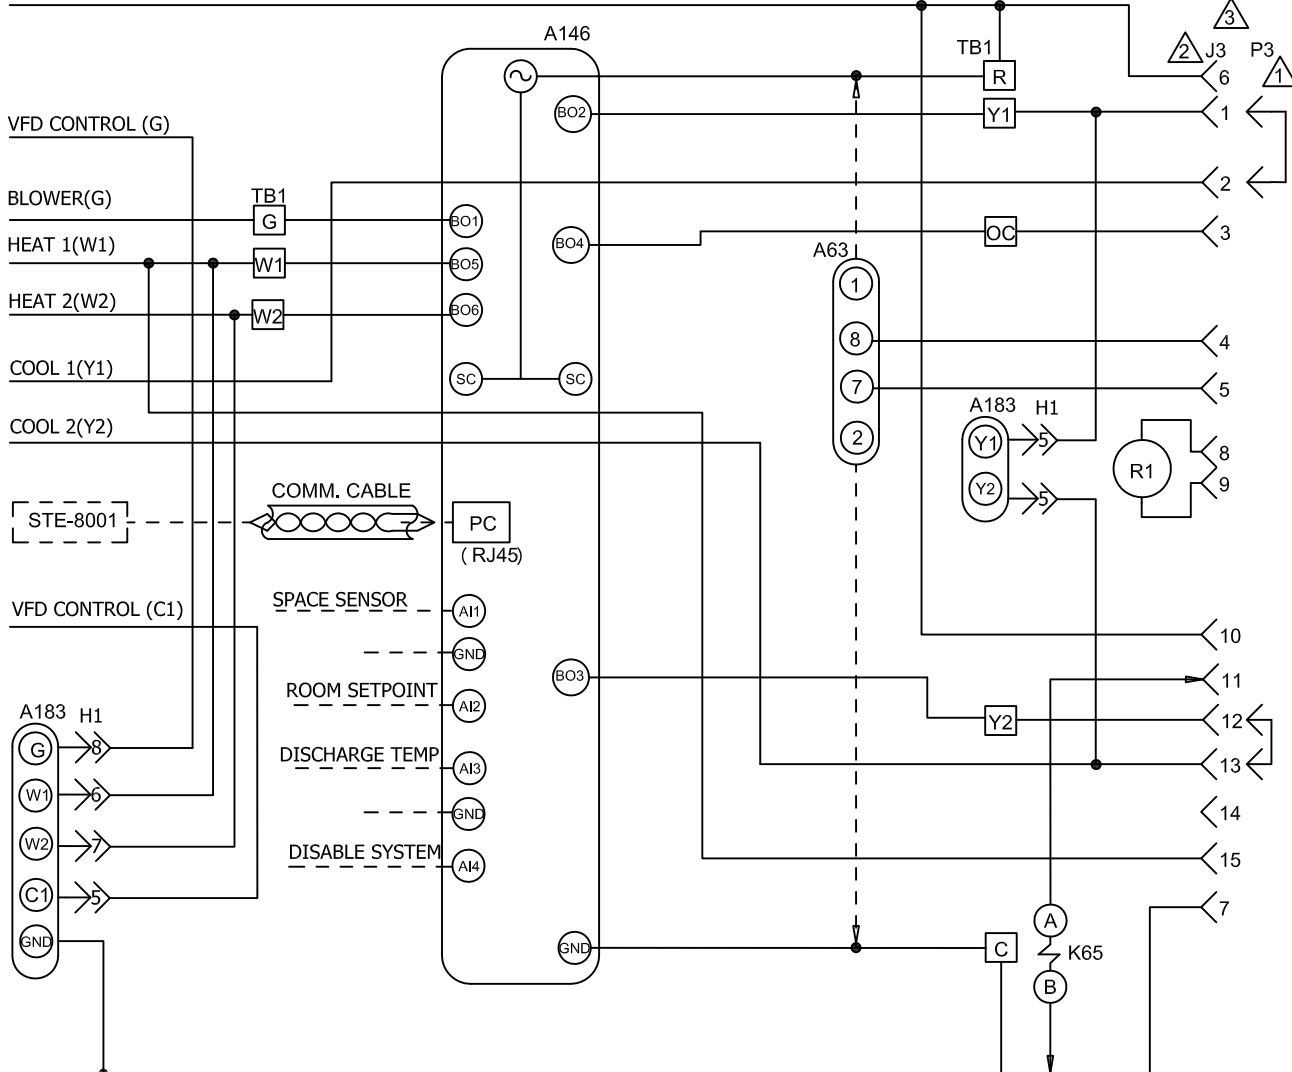 A146
3
TB1
2
J3
P3
1
R
6
BO2
Y1
1
VFD CONTROL (G)
2
BLOWER(G)
TB1
G
BO1
HEAT 1(W1)
W1
BO5
BO4
OC
3
A63
1
HEAT 2(W2)
W2
BO6
8
4
COOL 1(Y1)
SC
SC
7
5
A183
H1
COOL 2(Y2)
2
Y1
5
R1
8
9
Y2
5
COMM. CABLE
STE-8001
PC
( RJ45)
SPACE SENSOR
AI1
VFD CONTROL (C1)
GND
10
ROOM SETPOINT
AI2
BO3
11
A183
H1
Y2
12
G
8
DISCHARGE TEMP
AI3
13
W1
6
GND
14
W2
7
DISABLE SYSTEM
AI4
15
C1
5
A
7
GND
GND
C
K65
B